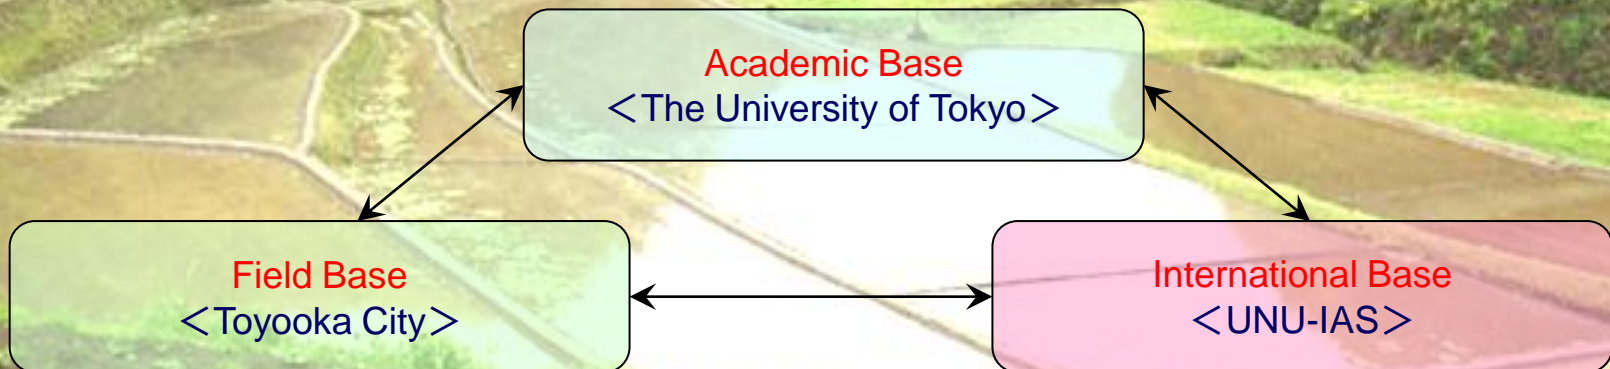 Academic Base
＜The University of Tokyo＞
Field Base
＜Toyooka City＞
International Base
＜UNU-IAS＞